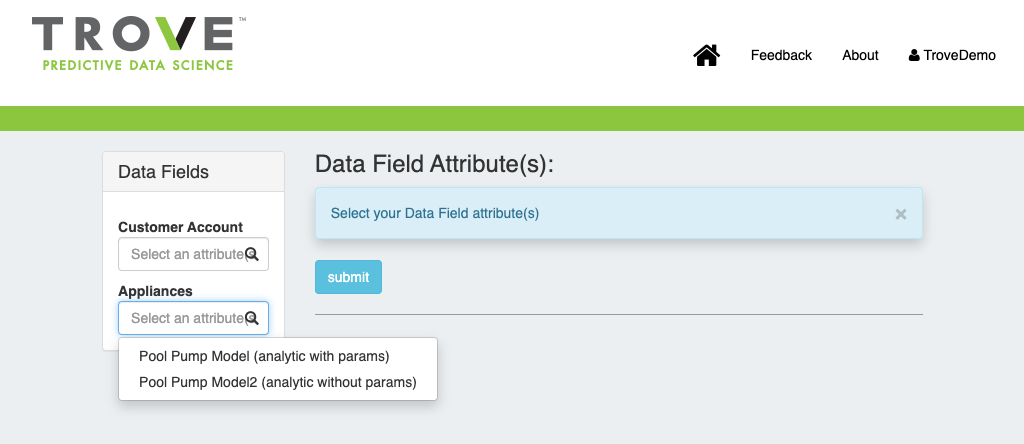 TROVE™
PREDICTIVE DATA SCIENCE
Feedback
About
TroveDemo
Data Fields
Customer Account
Select an attribute(s
Appliances
Select an attribute(s
Pool Pump Model (analytic with params)
Pool Pump Model2 (analytic without params)
Data Field Attribute(s):
Select your Data Field attribute(s)
×
submit